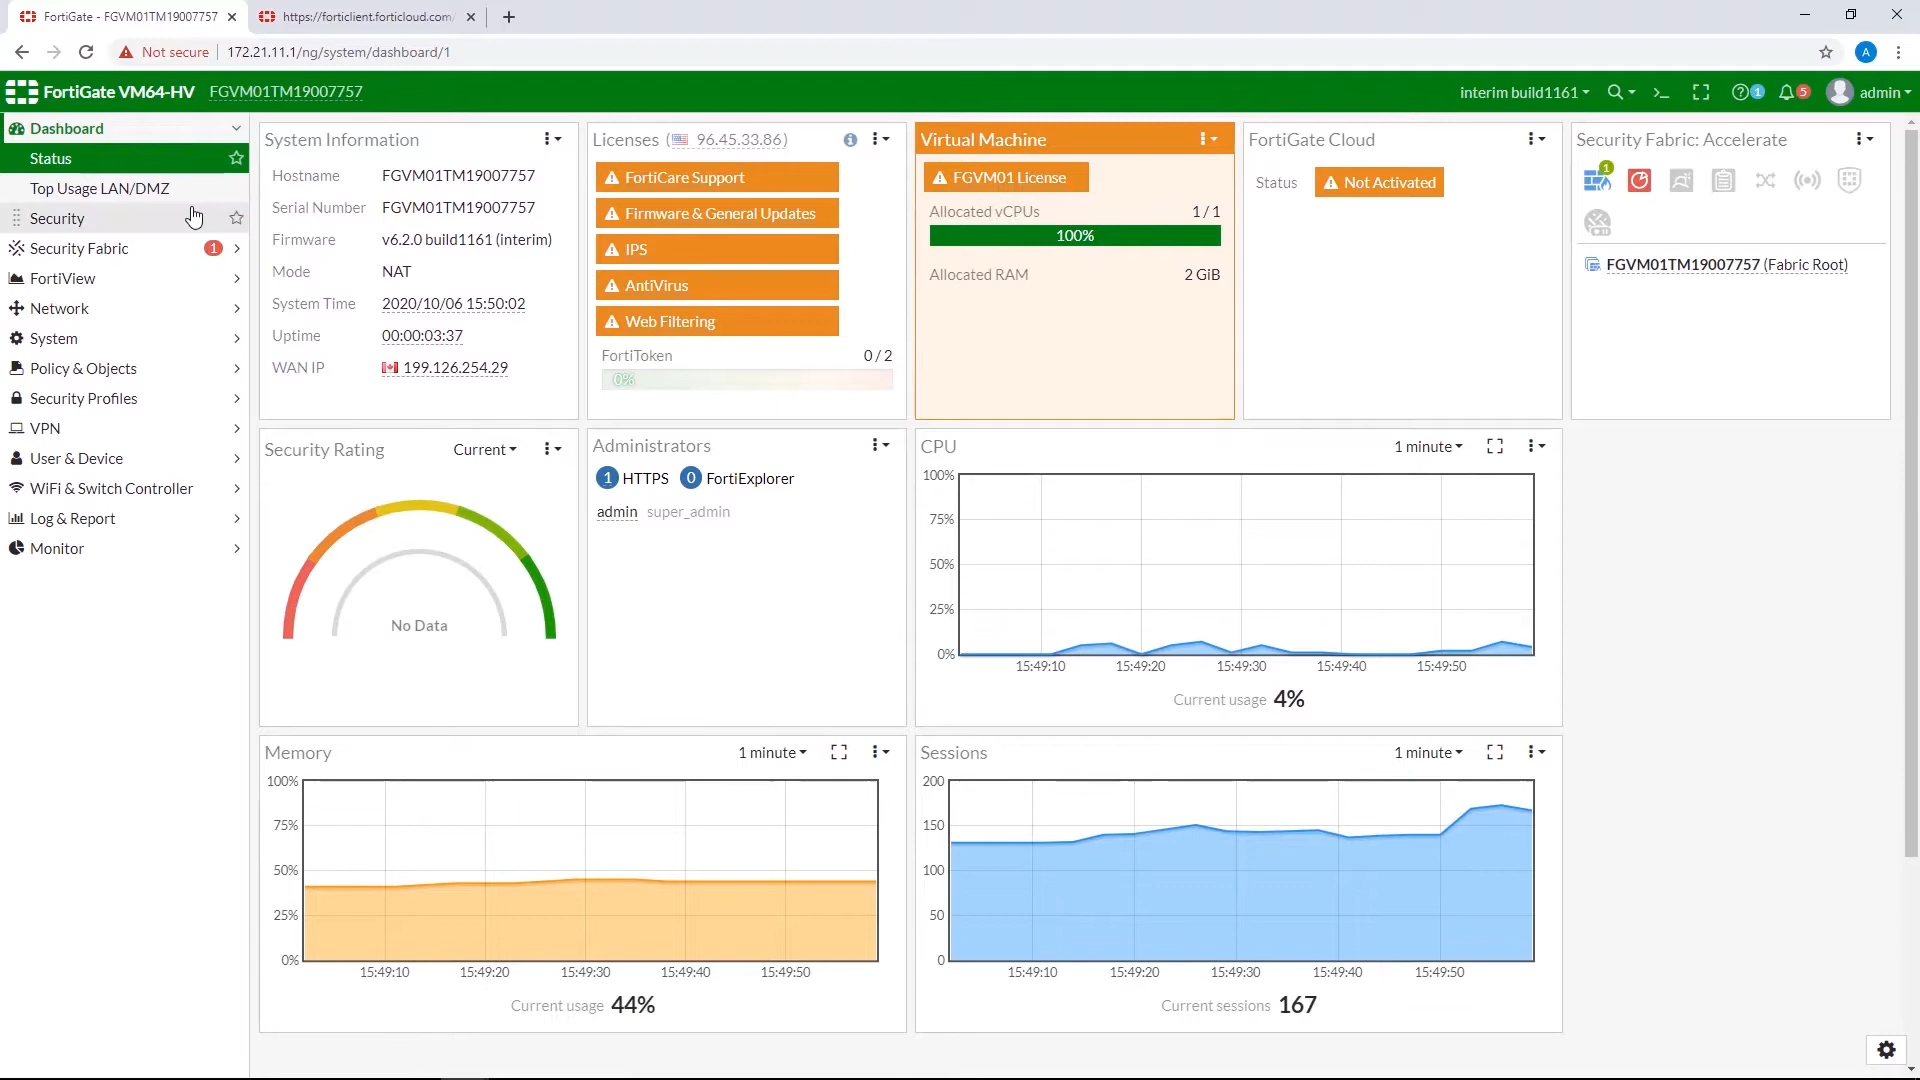 FortiGate - FGVM01TM19007757
https://forticlient.forticloud.com/
Not secure
172.21.11.1/ng/system/dashboard/1
A
FortiGate VM64-HV
FGVM01TM19007757
interim build1161
1
5
admin
Dashboard
Status
Top Usage LAN/DMZ
Security
Security Fabric
1
FortiView
Network
System
Policy & Objects
Security Profiles
VPN
User & Device
WiFi & Switch Controller
Log & Report
Monitor
System Information
Hostname FGVM01TM19007757
Serial Number FGVM01TM19007757
Firmware v6.2.0 build1161 (interim)
Mode NAT
System Time 2020/10/06 15:50:02
Uptime 00:00:03:37
WAN IP 199.126.254.29
Licenses (96.45.33.86)
FortiCare Support
Firmware & General Updates
IPS
AntiVirus
Web Filtering
FortiToken 0 / 2
0%
Virtual Machine
FGVM01 License
Allocated vCPUs 1 / 1
100%
Allocated RAM 2 GiB
FortiGate Cloud
Status Not Activated
Security Fabric: Accelerate
1
FGVM01TM19007757 (Fabric Root)
Security Rating
Current
No Data
Administrators
1 HTTPS 0 FortiExplorer
admin super_admin
CPU
1 minute
100%
75%
50%
25%
0%
15:49:10 15:49:20 15:49:30 15:49:40 15:49:50
Current usage 4%
Memory
1 minute
100%
75%
50%
25%
0%
15:49:10 15:49:20 15:49:30 15:49:40 15:49:50
Current usage 44%
Sessions
1 minute
200
150
100
50
0
15:49:10 15:49:20 15:49:30 15:49:40 15:49:50
Current sessions 167